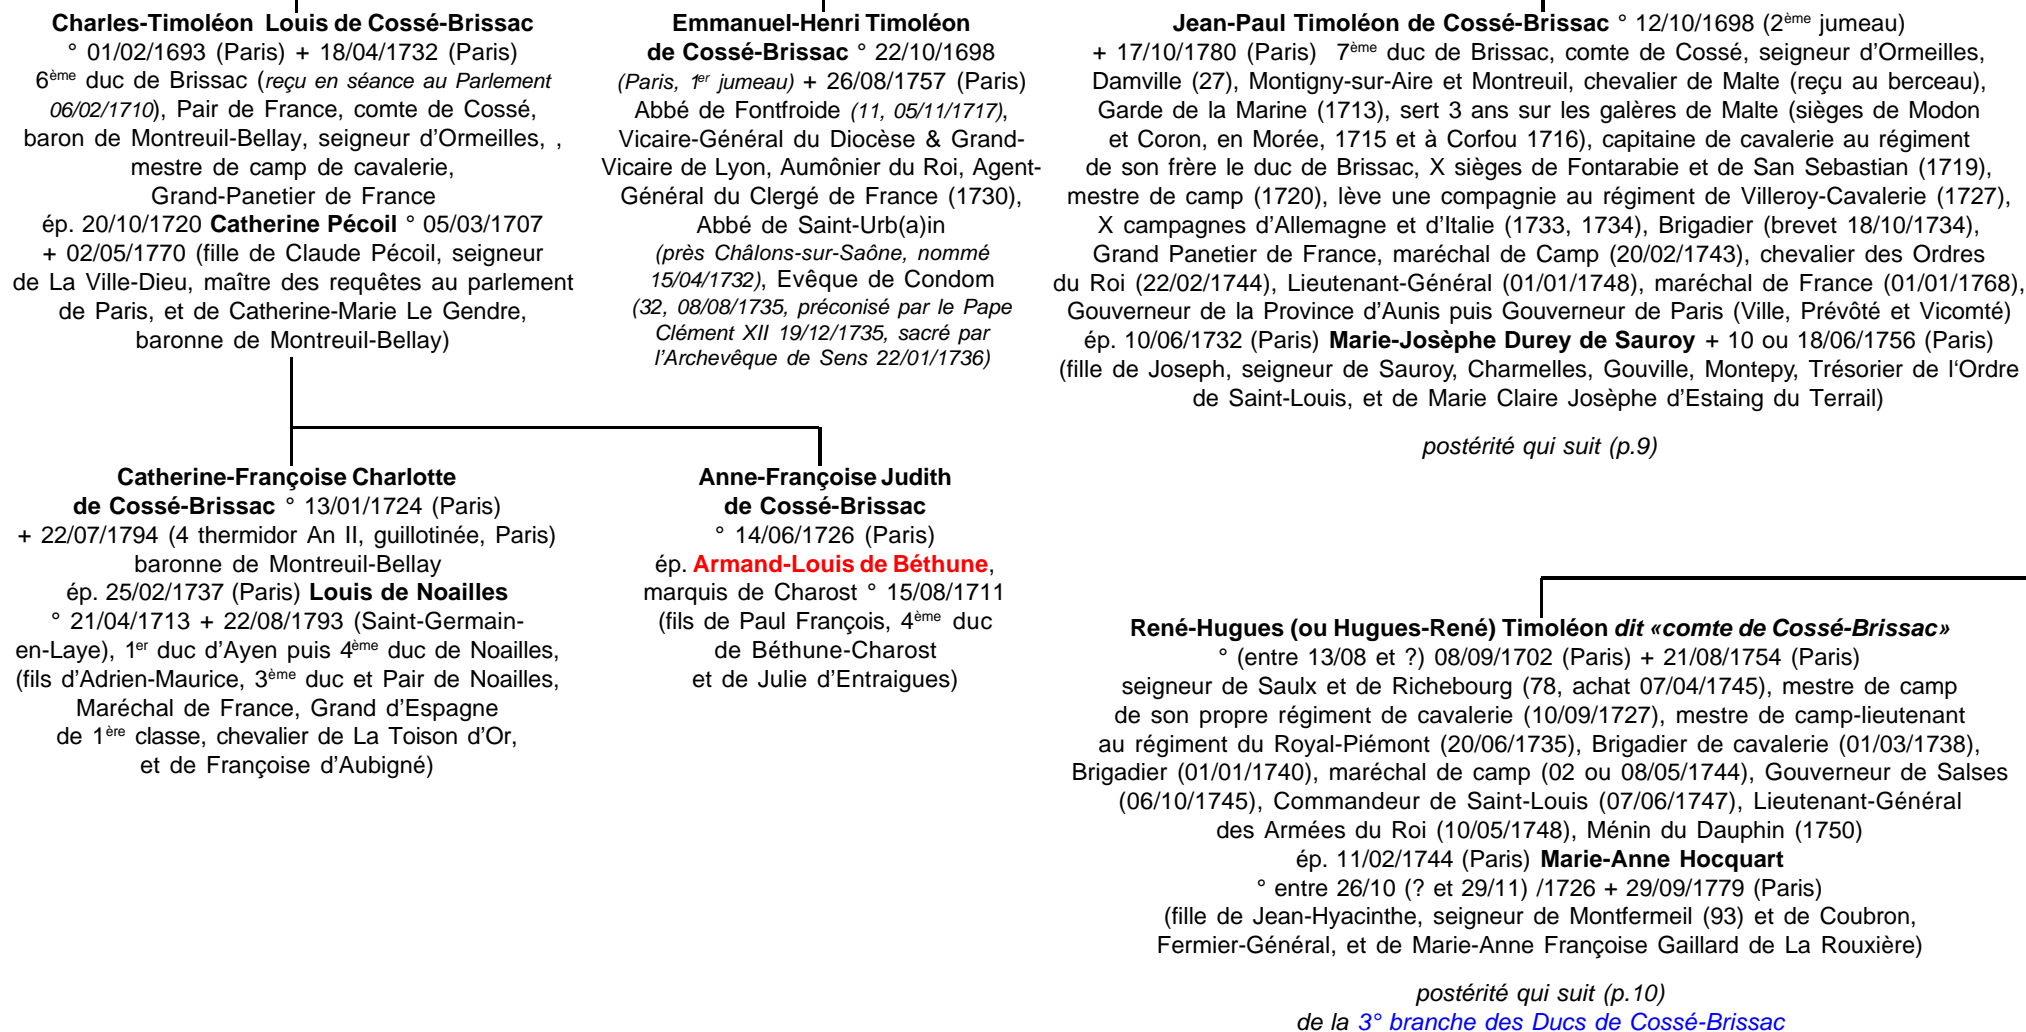 Charles-Timoléon Louis de Cossé-Brissac
° 01/02/1693 (Paris) + 18/04/1732 (Paris)
6ème duc de Brissac (reçu en séance au Parlement
06/02/1710), Pair de France, comte de Cossé,
baron de Montreuil-Bellay, seigneur d'Ormeilles, ,
mestre de camp de cavalerie,
Grand-Panetier de France
ép. 20/10/1720 Catherine Pécoil ° 05/03/1707
+ 02/05/1770 (fille de Claude Pécoil, seigneur
de La Ville-Dieu, maître des requêtes au parlement
de Paris, et de Catherine-Marie Le Gendre,
baronne de Montreuil-Bellay)
Emmanuel-Henri Timoléon
de Cossé-Brissac ° 22/10/1698
(Paris, 1er jumeau) + 26/08/1757 (Paris)
Abbé de Fontfroide (11, 05/11/1717),
Vicaire-Général du Diocèse & Grand-
Vicaire de Lyon, Aumônier du Roi, Agent-
Général du Clergé de France (1730),
Abbé de Saint-Urb(a)in
(près Châlons-sur-Saône, nommé
15/04/1732), Evêque de Condom
(32, 08/08/1735, préconisé par le Pape
Clément XII 19/12/1735, sacré par
l'Archevêque de Sens 22/01/1736)
Jean-Paul Timoléon de Cossé-Brissac ° 12/10/1698 (2ème jumeau)
+ 17/10/1780 (Paris) 7ème duc de Brissac, comte de Cossé, seigneur d'Ormeilles,
Damville (27), Montigny-sur-Aire et Montreuil, chevalier de Malte (reçu au berceau),
Garde de la Marine (1713), sert 3 ans sur les galères de Malte (sièges de Modon
et Coron, en Morée, 1715 et à Corfou 1716), capitaine de cavalerie au régiment
de son frère le duc de Brissac, X sièges de Fontarabie et de San Sebastian (1719),
mestre de camp (1720), lève une compagnie au régiment de Villeroy-Cavalerie (1727),
X campagnes d'Allemagne et d'Italie (1733, 1734), Brigadier (brevet 18/10/1734),
Grand Panetier de France, maréchal de Camp (20/02/1743), chevalier des Ordres
du Roi (22/02/1744), Lieutenant-Général (01/01/1748), maréchal de France (01/01/1768),
Gouverneur de la Province d'Aunis puis Gouverneur de Paris (Ville, Prévôté et Vicomté)
ép. 10/06/1732 (Paris) Marie-Josèphe Durey de Sauroy + 10 ou 18/06/1756 (Paris)
(fille de Joseph, seigneur de Sauroy, Charmelles, Gouville, Montepy, Trésorier de l'Ordre
de Saint-Louis, et de Marie Claire Josèphe d'Estaing du Terrail)
postérité qui suit (p.9)
Catherine-Françoise Charlotte
de Cossé-Brissac ° 13/01/1724 (Paris)
+ 22/07/1794 (4 thermidor An II, guillotinée, Paris)
baronne de Montreuil-Bellay
ép. 25/02/1737 (Paris) Louis de Noailles
° 21/04/1713 + 22/08/1793 (Saint-Germain-
en-Laye), 1er duc d'Ayen puis 4ème duc de Noailles,
(fils d'Adrien-Maurice, 3ème duc et Pair de Noailles,
Maréchal de France, Grand d'Espagne
de 1ère classe, chevalier de La Toison d'Or,
et de Françoise d'Aubigné)
Anne-Françoise Judith
de Cossé-Brissac
° 14/06/1726 (Paris)
ép. Armand-Louis de Béthune,
marquis de Charost ° 15/08/1711
(fils de Paul François, 4ème duc
de Béthune-Charost
et de Julie d'Entraigues)
René-Hugues (ou Hugues-René) Timoléon dit «comte de Cossé-Brissac»
° (entre 13/08 et ?) 08/09/1702 (Paris) + 21/08/1754 (Paris)
seigneur de Saulx et de Richebourg (78, achat 07/04/1745), mestre de camp
de son propre régiment de cavalerie (10/09/1727), mestre de camp-lieutenant
au régiment du Royal-Piémont (20/06/1735), Brigadier de cavalerie (01/03/1738),
Brigadier (01/01/1740), maréchal de camp (02 ou 08/05/1744), Gouverneur de Salses
(06/10/1745), Commandeur de Saint-Louis (07/06/1747), Lieutenant-Général
des Armées du Roi (10/05/1748), Ménin du Dauphin (1750)
ép. 11/02/1744 (Paris) Marie-Anne Hocquart
° entre 26/10 (? et 29/11) /1726 + 29/09/1779 (Paris)
(fille de Jean-Hyacinthe, seigneur de Montfermeil (93) et de Coubron,
Fermier-Général, et de Marie-Anne Françoise Gaillard de La Rouxière)
postérité qui suit (p.10)
de la 3° branche des Ducs de Cossé-Brissac